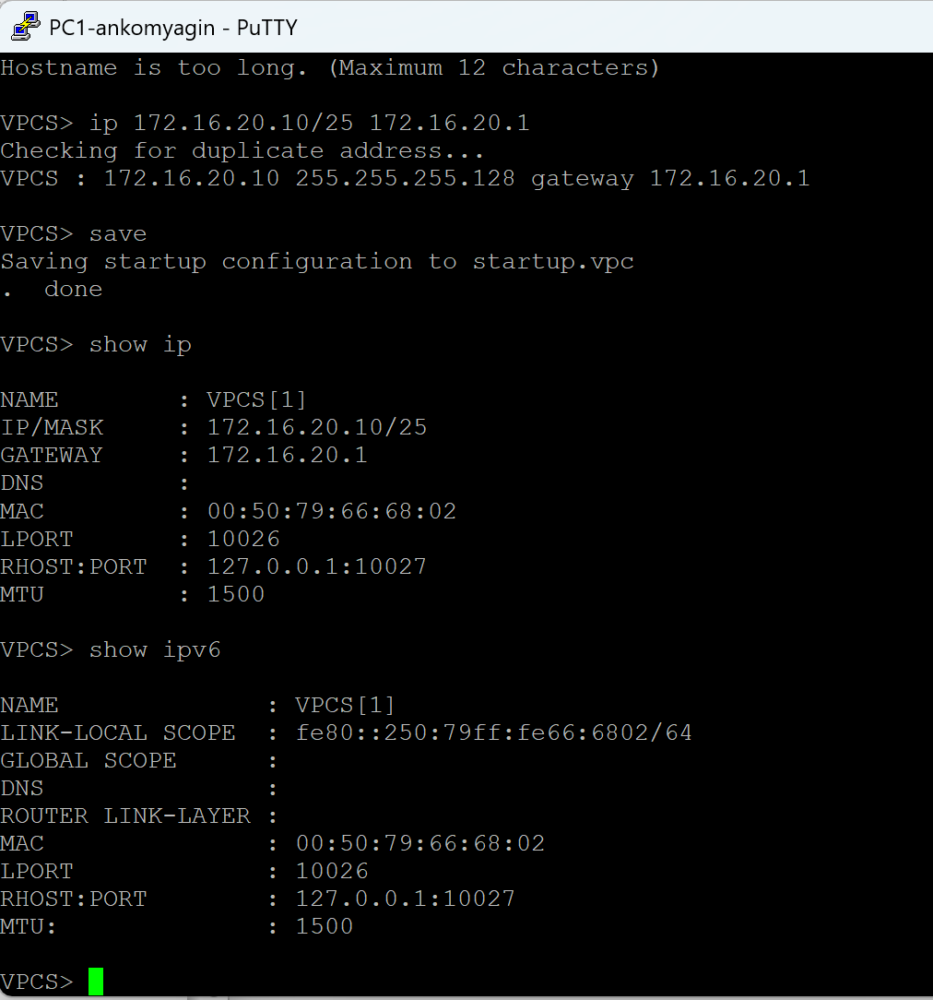 PC1-ankomyagin - PuTTY
Hostname is too long. (Maximum 12 characters)
VPCS> ip 172.16.20.10/25 172.16.20.1
Checking for duplicate address...
VPCS : 172.16.20.10 255.255.255.128 gateway 172.16.20.1
VPCS> save
Saving startup configuration to startup.vpc
.  done
VPCS> show ip
NAME        : VPCS[1]
IP/MASK     : 172.16.20.10/25
GATEWAY     : 172.16.20.1
DNS         :
MAC         : 00:50:79:66:68:02
LPORT       : 10026
RHOST:PORT  : 127.0.0.1:10027
MTU         : 1500
VPCS> show ipv6
NAME              : VPCS[1]
LINK-LOCAL SCOPE  : fe80::250:79ff:fe66:6802/64
GLOBAL SCOPE      :
DNS               :
ROUTER LINK-LAYER :
MAC               : 00:50:79:66:68:02
LPORT             : 10026
RHOST:PORT        : 127.0.0.1:10027
MTU:              : 1500
VPCS>